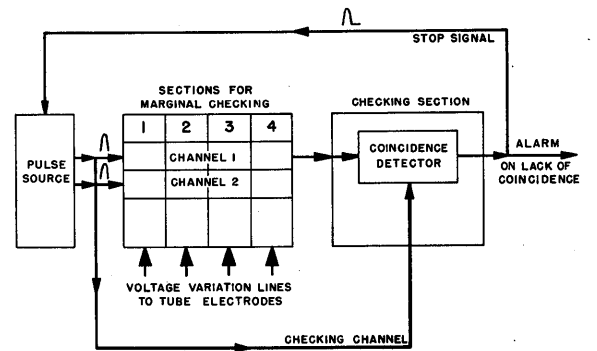 STOP SIGNAL
SECTIONS FOR
MARGINAL CHECKING
CHECKING SECTION
1 2 3 4
PULSE
SOURCE
CHANNEL 1
CHANNEL 2
COINCIDENCE
DETECTOR
ALARM
ON LACK OF
COINCIDENCE
VOLTAGE VARIATION LINES
TO TUBE ELECTRODES
CHECKING CHANNEL